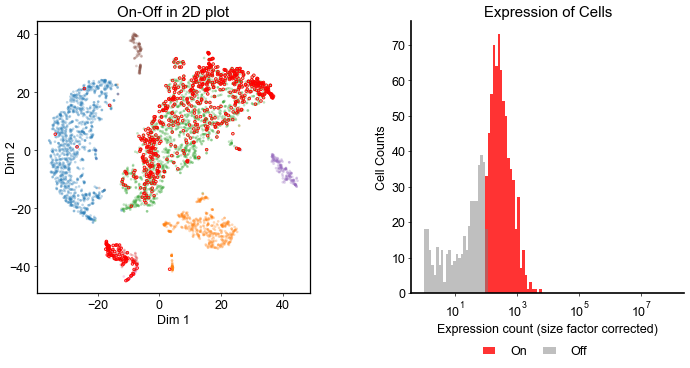 On-Off in 2D plot
Dim 2
40
20
0
−20
−40
−20
0
20
40
Dim 1
Expression of Cells
Cell Counts
70
60
50
40
30
20
10
0
10^1
10^3
10^5
10^7
Expression count (size factor corrected)
On
Off